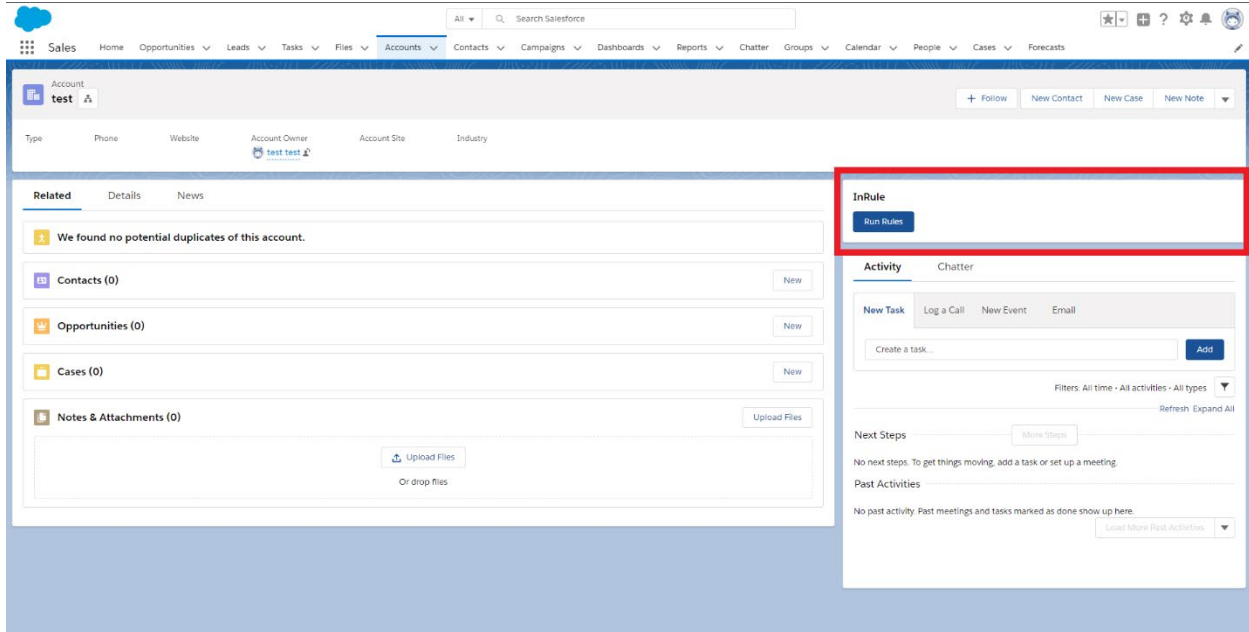 All Search Salesforce
Sales Home Opportunities Leads Tasks Files Accounts Contacts Campaigns Dashboards Reports Chatter Groups Calendar People Cases Forecasts
Account
test
+ Follow New Contact New Case New Note
Type Phone Website Account Owner Account Site Industry
test test
Related Details News
We found no potential duplicates of this account.
Contacts (0) New
Opportunities (0) New
Cases (0) New
Notes & Attachments (0) Upload Files
Upload Files
Or drop files
InRule
Run Rules
Activity Chatter
New Task Log a Call New Event Email
Create a task... Add
Filters: All time • All activities • All types
Refresh Expand All
Next Steps More Steps
No next steps. To get things moving, add a task or set up a meeting.
Past Activities
No past activity. Past meetings and tasks marked as done show up here.
Load More Past Activities